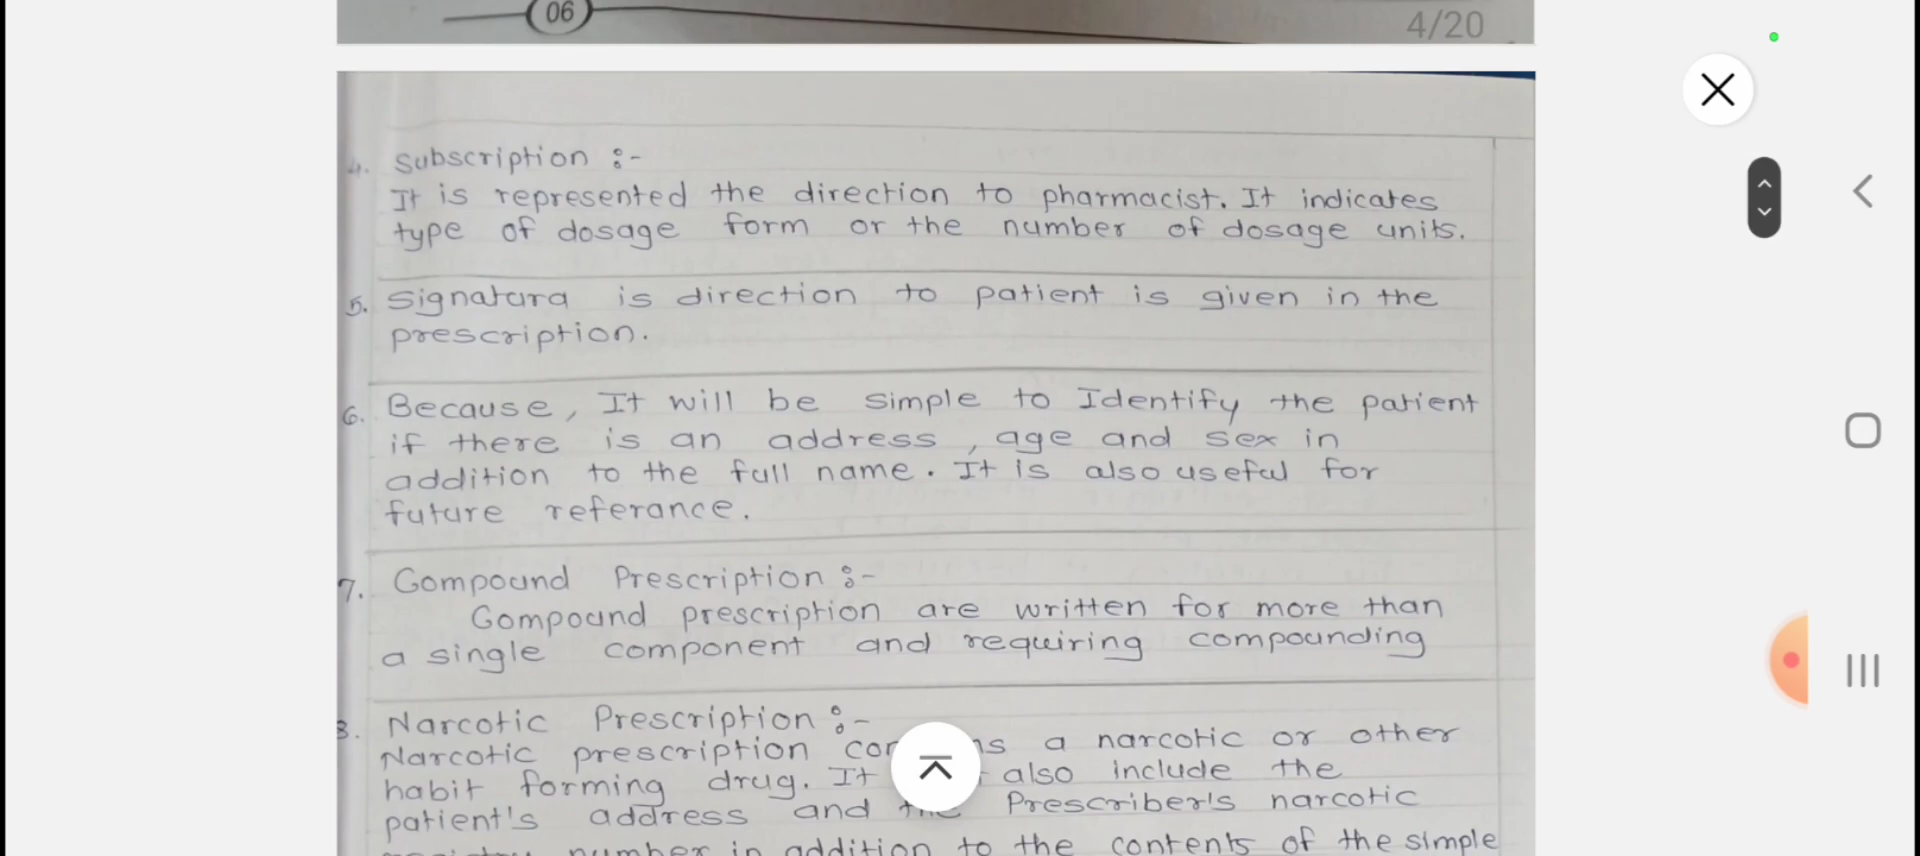 06
4/20
4. Subscription :-
It is represented the direction to pharmacist. It indicates
type of dosage form or the number of dosage units.
5. Signatura is direction to patient is given in the
prescription.
6. Because, It will be simple to Identify the patient
if there is an address, age and sex in
addition to the full name. It is also useful for
future referance.
7. Compound Prescription :-
Compound prescription are written for more than
a single component and requiring compounding
8. Narcotic Prescription :-
Narcotic prescription a narcotic or other
habit forming drug. It also include the
patient's address and the Prescriber's narcotic
number in addition to the contents of the simple